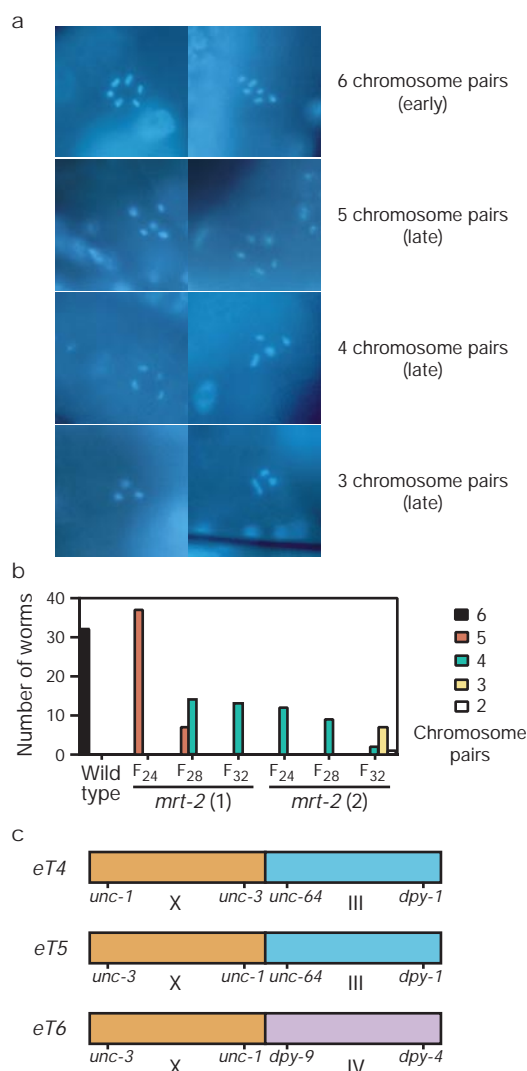 a
6 chromosome pairs
(early)
5 chromosome pairs
(late)
4 chromosome pairs
(late)
3 chromosome pairs
(late)
b
Number of worms
40
30
20
10
0
Wild
type
F24 F28 F32 F24 F28 F32
mrt-2 (1) mrt-2 (2)
6
5
4
3
2
Chromosome
pairs
c
eT4
unc-1 X unc-3 unc-64 III dpy-1
eT5
unc-3 X unc-1 unc-64 III dpy-1
eT6
unc-3 X unc-1 dpy-9 IV dpy-4